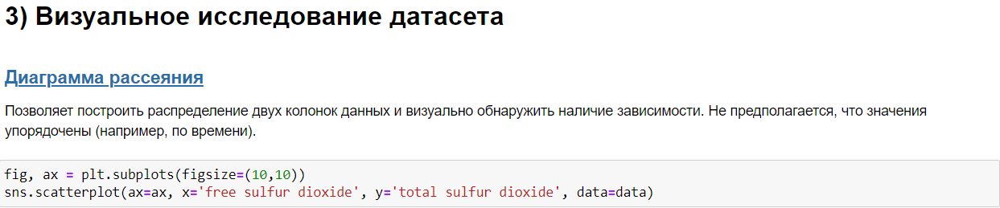 3) Визуальное исследование датасета
Диаграмма рассеяния
Позволяет построить распределение двух колонок данных и визуально обнаружить наличие зависимости. Не предполагается, что значения
упорядочены (например, по времени).
fig, ax = plt.subplots(figsize=(10,10))
sns.scatterplot(ax=ax, x='free sulfur dioxide', y='total sulfur dioxide', data=data)